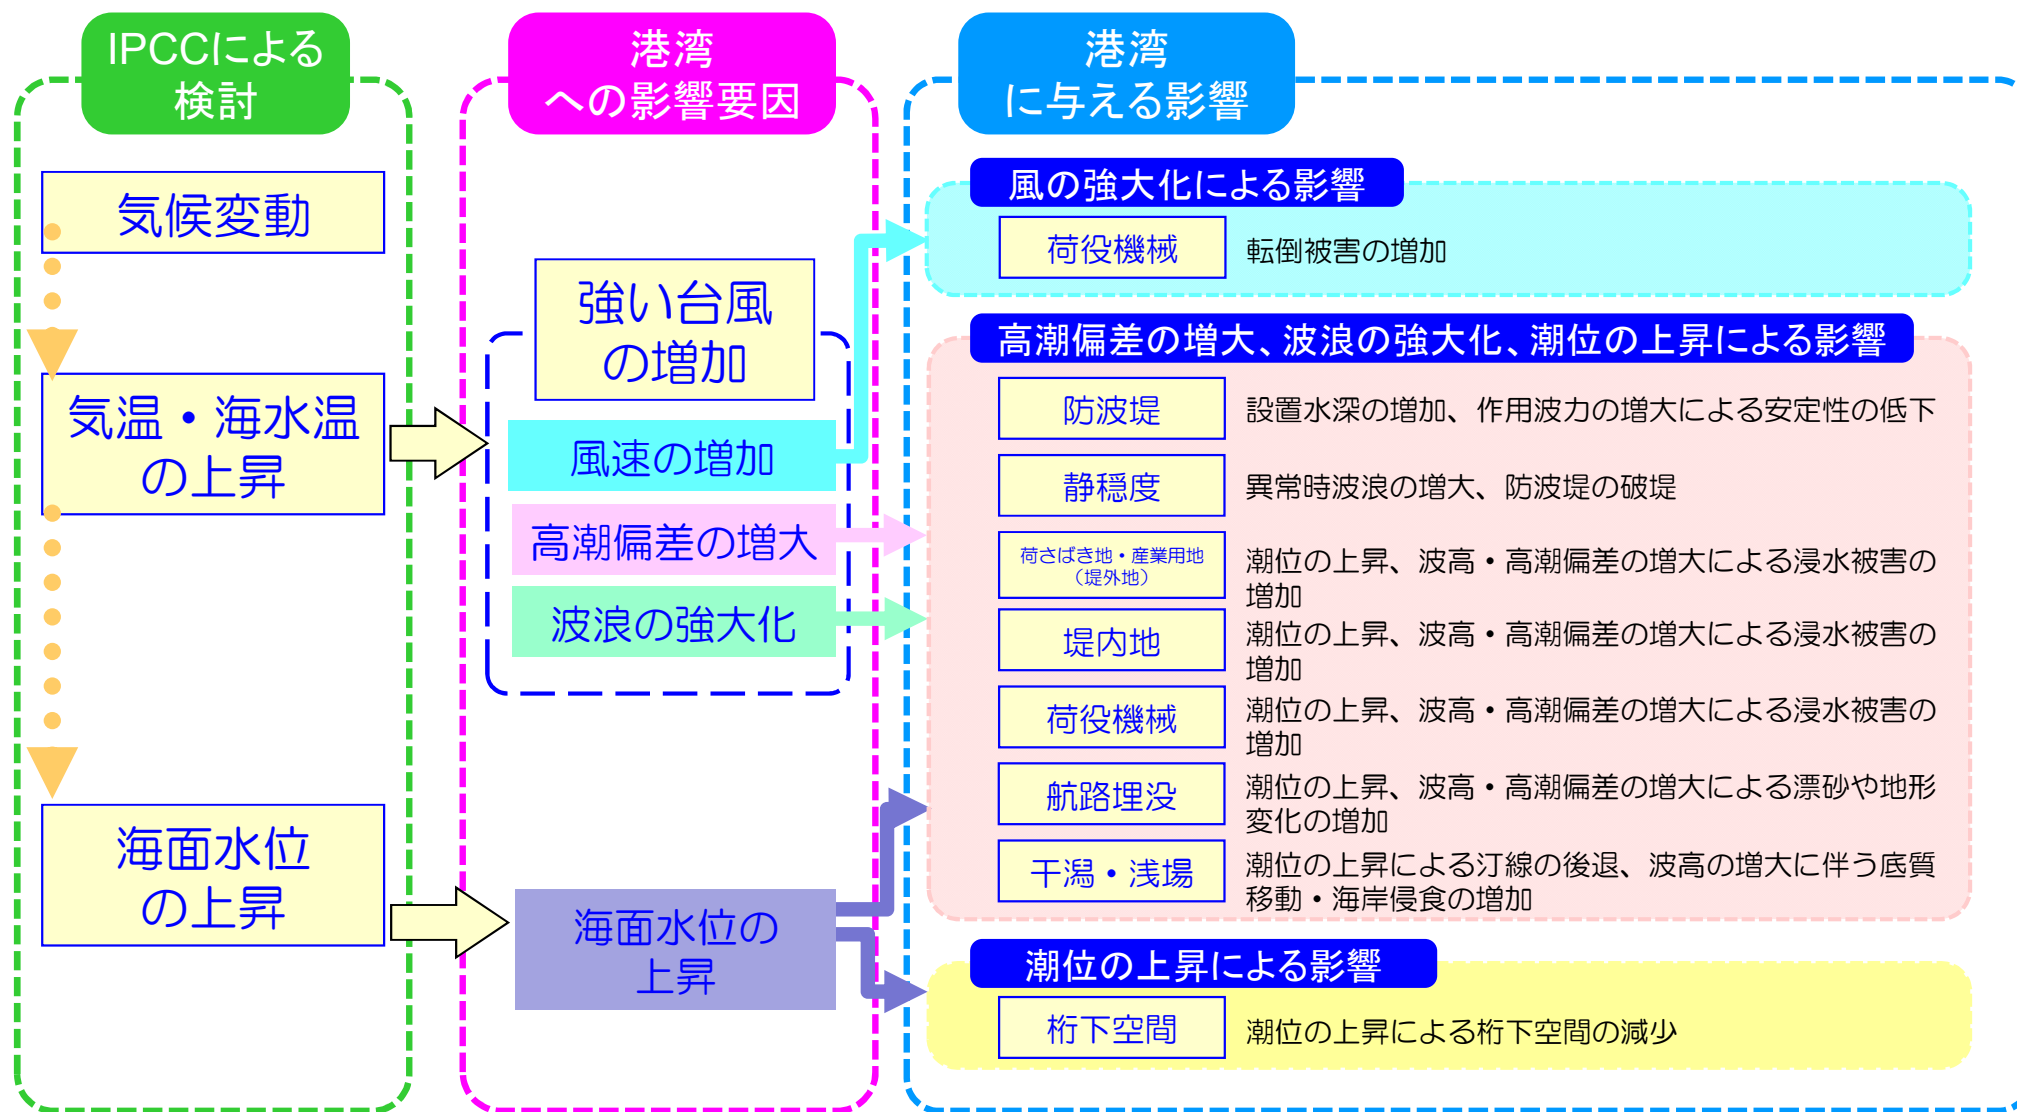 IPCCによる
検討
気候変動
気温・海水温
の上昇
海面水位
の上昇
港湾
への影響要因
強い台風
の増加
風速の増加
高潮偏差の増大
波浪の強大化
海面水位の
上昇
港湾
に与える影響
風の強大化による影響
荷役機械
転倒被害の増加
高潮偏差の増大、波浪の強大化、潮位の上昇による影響
防波堤
設置水深の増加、作用波力の増大による安定性の低下
静穏度
異常時波浪の増大、防波堤の破堤
荷さばき地・産業用地
（堤外地）
潮位の上昇、波高・高潮偏差の増大による浸水被害の
増加
堤内地
潮位の上昇、波高・高潮偏差の増大による浸水被害の
増加
荷役機械
潮位の上昇、波高・高潮偏差の増大による浸水被害の
増加
航路埋没
潮位の上昇、波高・高潮偏差の増大による漂砂や地形
変化の増加
干潟・浅場
潮位の上昇による汀線の後退、波高の増大に伴う底質
移動・海岸侵食の増加
潮位の上昇による影響
桁下空間
潮位の上昇による桁下空間の減少